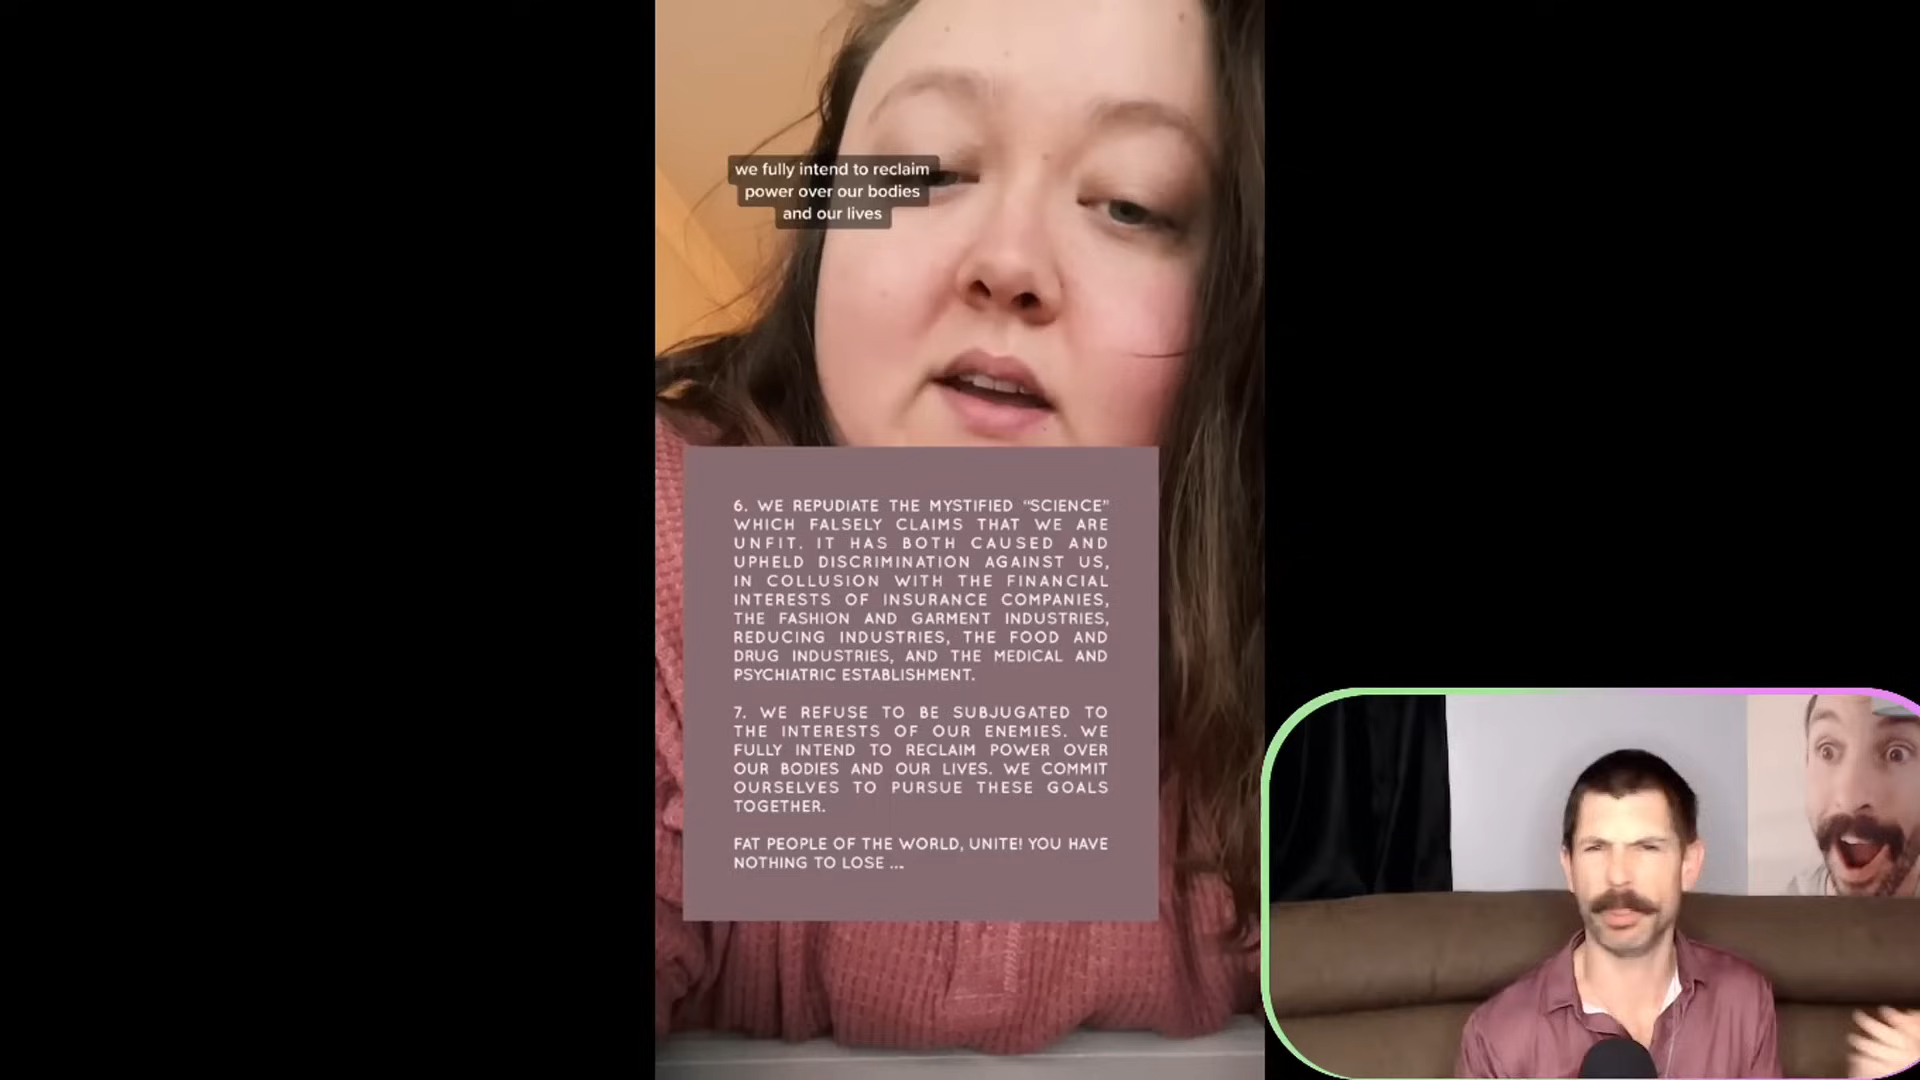 we fully intend to reclaim
power over our bodies
and our lives
6. WE REPUDIATE THE MYSTIFIED “SCIENCE”
WHICH FALSELY CLAIMS THAT WE ARE
UNFIT. IT HAS BOTH CAUSED AND
UPHELD DISCRIMINATION AGAINST US,
IN COLLUSION WITH THE FINANCIAL
INTERESTS OF INSURANCE COMPANIES,
THE FASHION AND GARMENT INDUSTRIES,
REDUCING INDUSTRIES, THE FOOD AND
DRUG INDUSTRIES, AND THE MEDICAL AND
PSYCHIATRIC ESTABLISHMENT.
7. WE REFUSE TO BE SUBJUGATED TO
THE INTERESTS OF OUR ENEMIES. WE
FULLY INTEND TO RECLAIM POWER OVER
OUR BODIES AND OUR LIVES. WE COMMIT
OURSELVES TO PURSUE THESE GOALS
TOGETHER.
FAT PEOPLE OF THE WORLD, UNITE! YOU HAVE
NOTHING TO LOSE ...